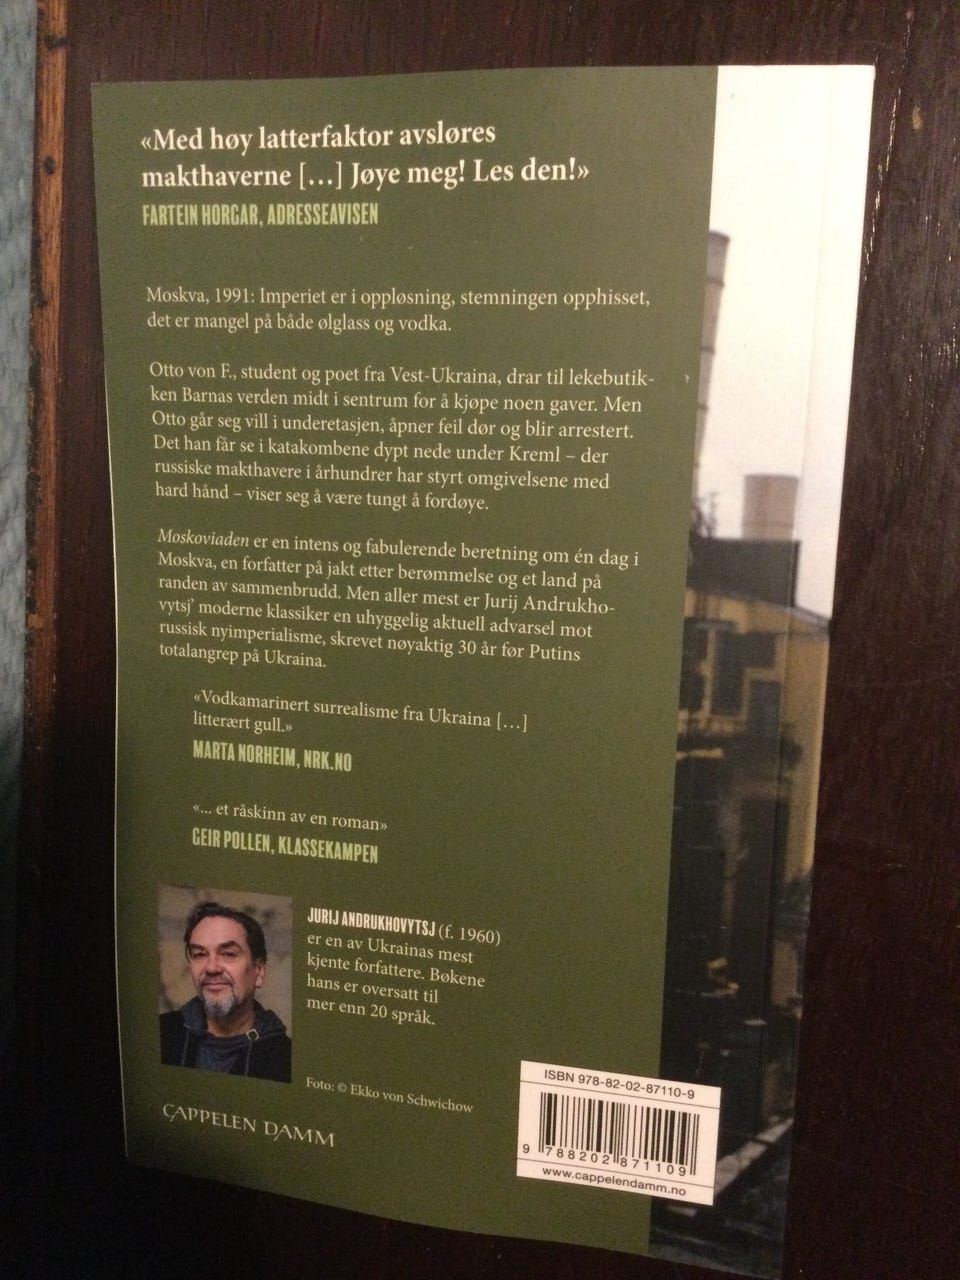 «Med høy latterfaktor avsløres
makthaverne [...] Jøye meg! Les den!»
FARTEIN HORGAR, ADRESSEAVISEN
Moskva, 1991: Imperiet er i oppløsning, stemningen opphisset,
det er mangel på både ølglass og vodka.
Otto von F., student og poet fra Vest-Ukraina, drar til lekebutik-
ken Barnas verden midt i sentrum for å kjøpe noen gaver. Men
Otto går seg vill i underetasjen, åpner feil dør og blir arrestert.
Det han får se i katakombene dypt nede under Kreml – der
russiske makthavere i århundrer har styrt omgivelsene med
hard hånd – viser seg å være tungt å fordøye.
Moskoviaden er en intens og fabulerende beretning om én dag i
Moskva, en forfatter på jakt etter berømmelse og et land på
randen av sammenbrudd. Men aller mest er Jurij Andrukho-
vytsj' moderne klassiker en uhyggelig aktuell advarsel mot
russisk nyimperialisme, skrevet nøyaktig 30 år før Putins
totalangrep på Ukraina.
«Vodkamarinert surrealisme fra Ukraina [...]
litterært gull.»
MARTA NORHEIM, NRK.NO
«... et råskinn av en roman»
GEIR POLLEN, KLASSEKAMPEN
JURIJ ANDRUKHOVYTSJ (f. 1960)
er en av Ukrainas mest
kjente forfattere. Bøkene
hans er oversatt til
mer enn 20 språk.
Foto: © Ekko von Schwichow
CAPPELEN DAMM
ISBN 978-82-02-87110-9
9 788202 871109
www.cappelendamm.no